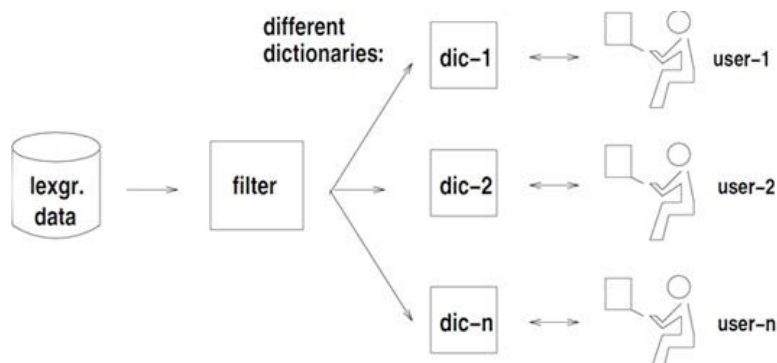 different
dictionaries:
dic-1
user-1
lexgr.
data
filter
dic-2
user-2
dic-n
user-n